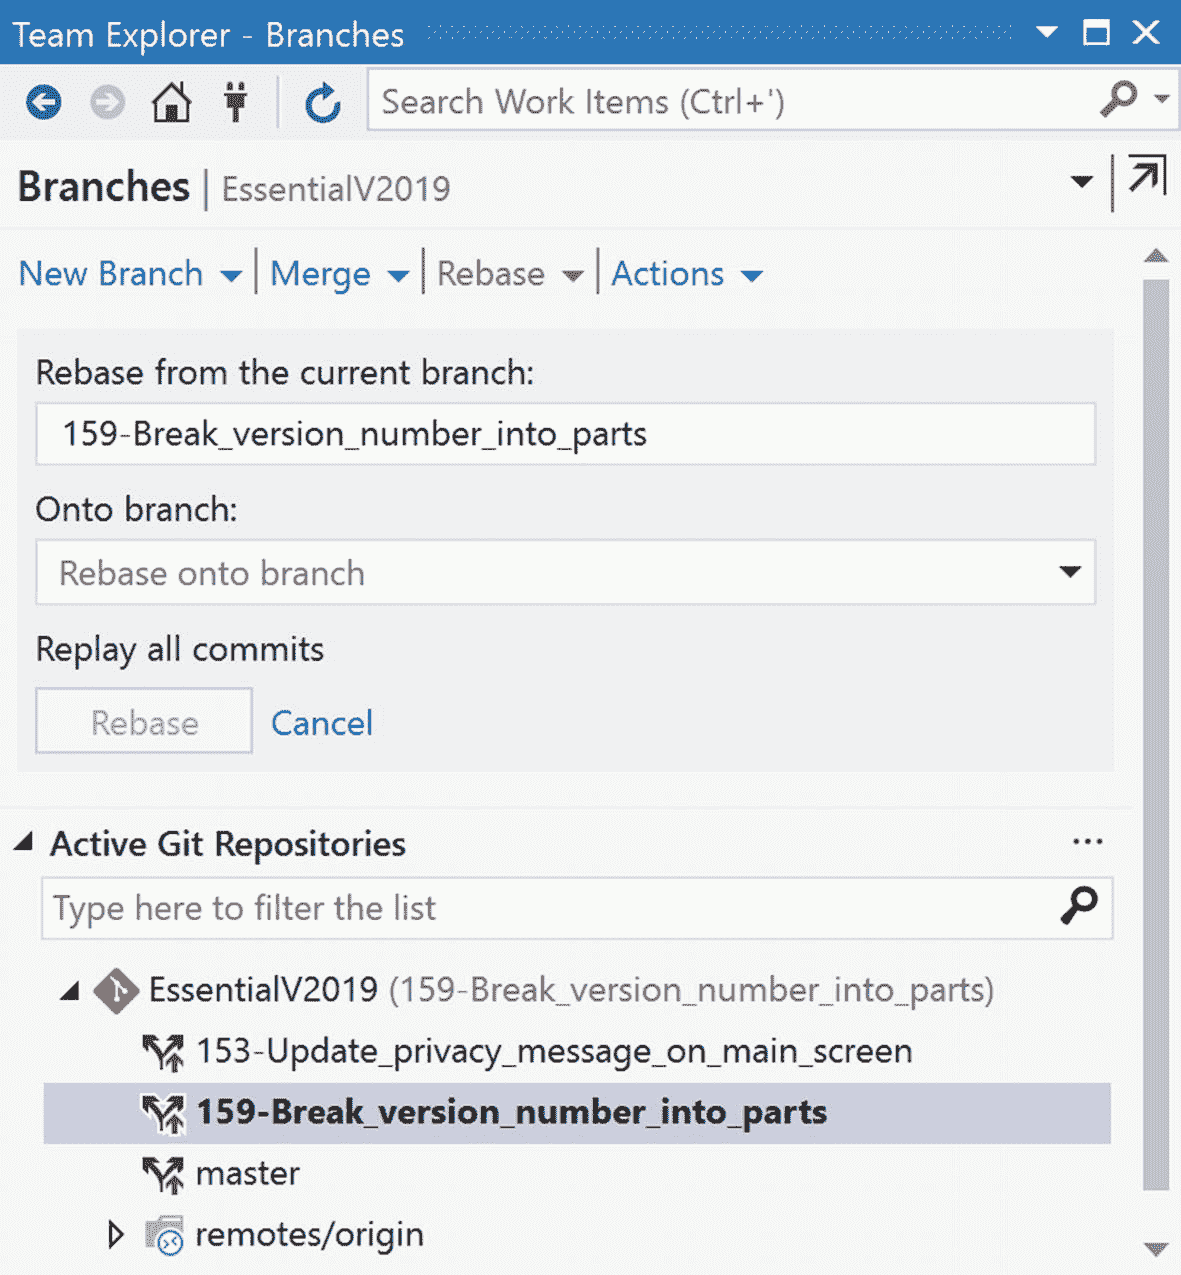 Team Explorer - Branches
Search Work Items (Ctrl+')
Branches | EssentialV2019
New Branch | Merge | Rebase | Actions
Rebase from the current branch:
159-Break_version_number_into_parts
Onto branch:
Rebase onto branch
Replay all commits
Rebase Cancel
Active Git Repositories ...
Type here to filter the list
EssentialV2019 (159-Break_version_number_into_parts)
153-Update_privacy_message_on_main_screen
159-Break_version_number_into_parts
master
remotes/origin